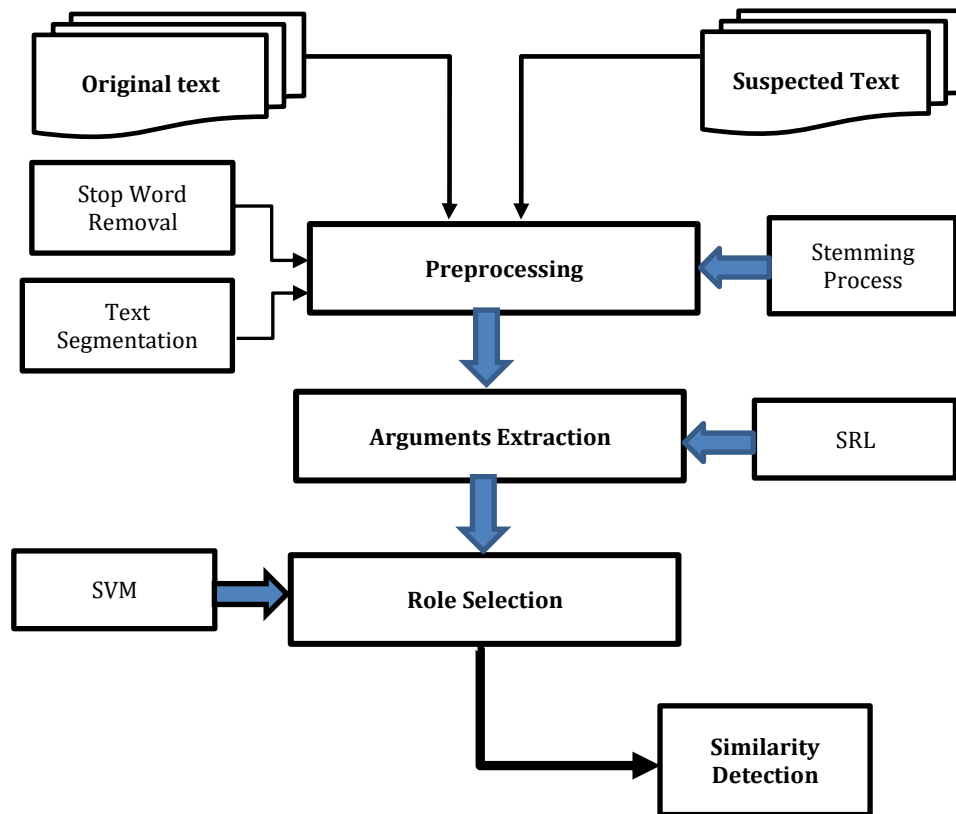 Original text
Suspected Text
Stop Word
Removal
Preprocessing
Stemming
Process
Text
Segmentation
Arguments Extraction
SRL
SVM
Role Selection
Similarity
Detection